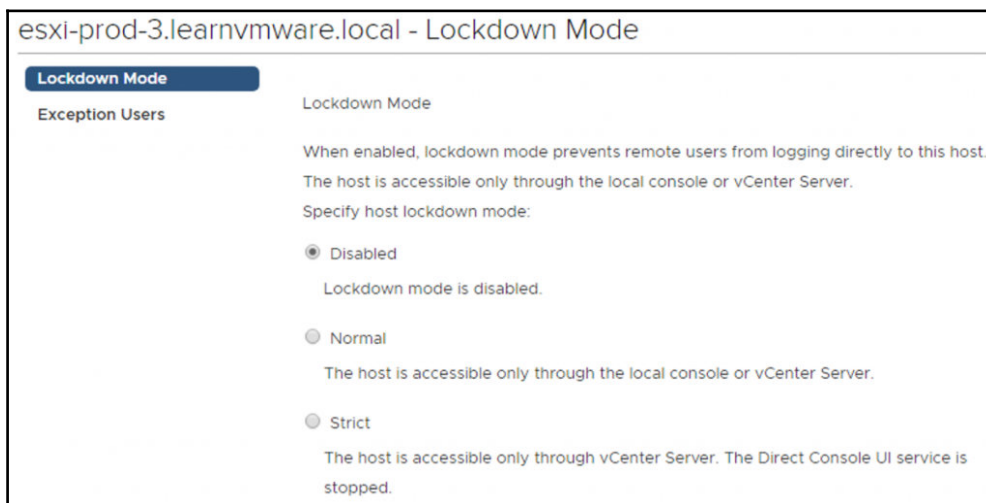 esxi-prod-3.learnvmware.local - Lockdown Mode
Lockdown Mode
Exception Users
Lockdown Mode
When enabled, lockdown mode prevents remote users from logging directly to this host.
The host is accessible only through the local console or vCenter Server.
Specify host lockdown mode:
Disabled
Lockdown mode is disabled.
Normal
The host is accessible only through the local console or vCenter Server.
Strict
The host is accessible only through vCenter Server. The Direct Console UI service is
stopped.